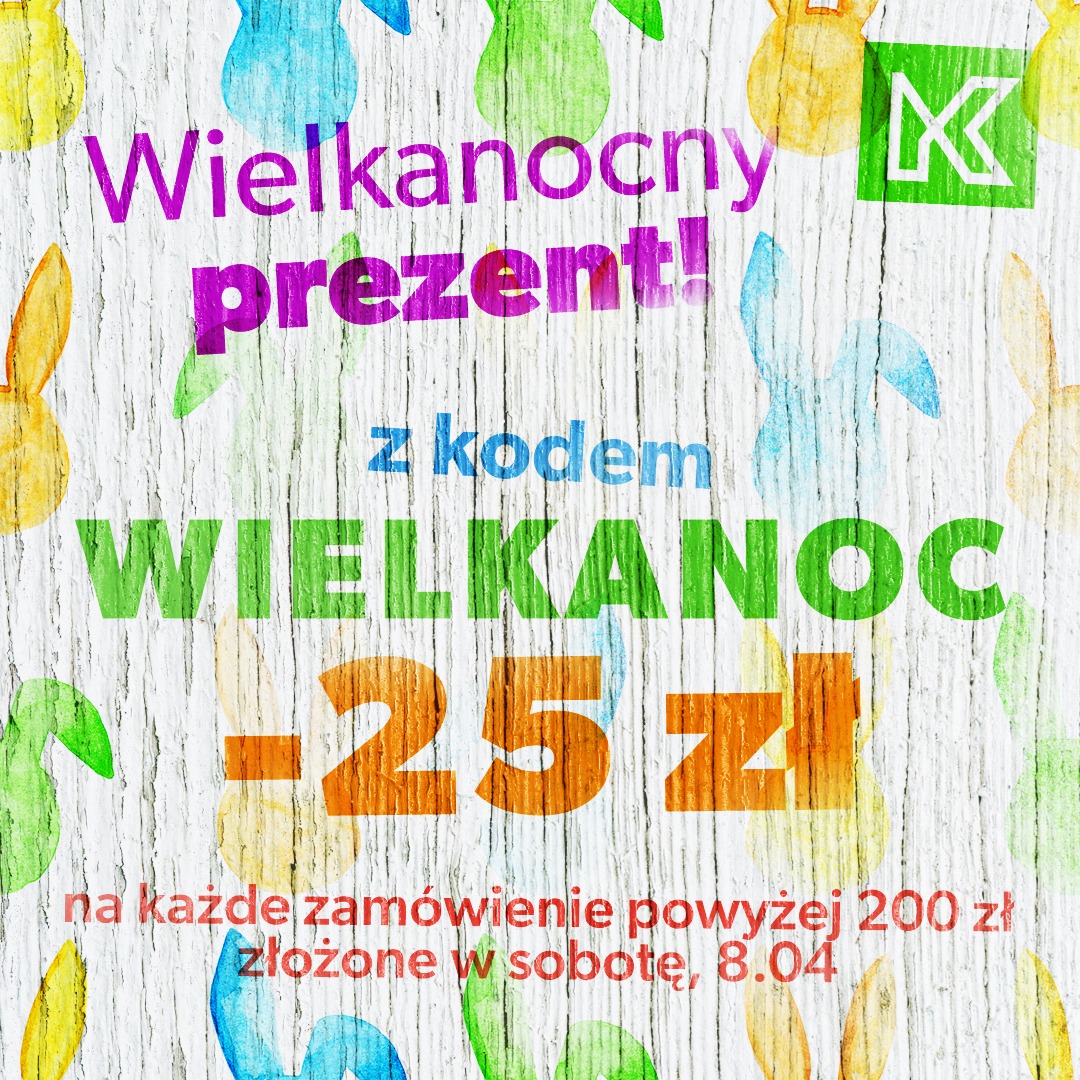 Wielkanocny
prezent!
z kodem
WIELKANOC
-25 zł
na każde zamówienie powyżej 200 zł
złożone w sobotę, 8.04